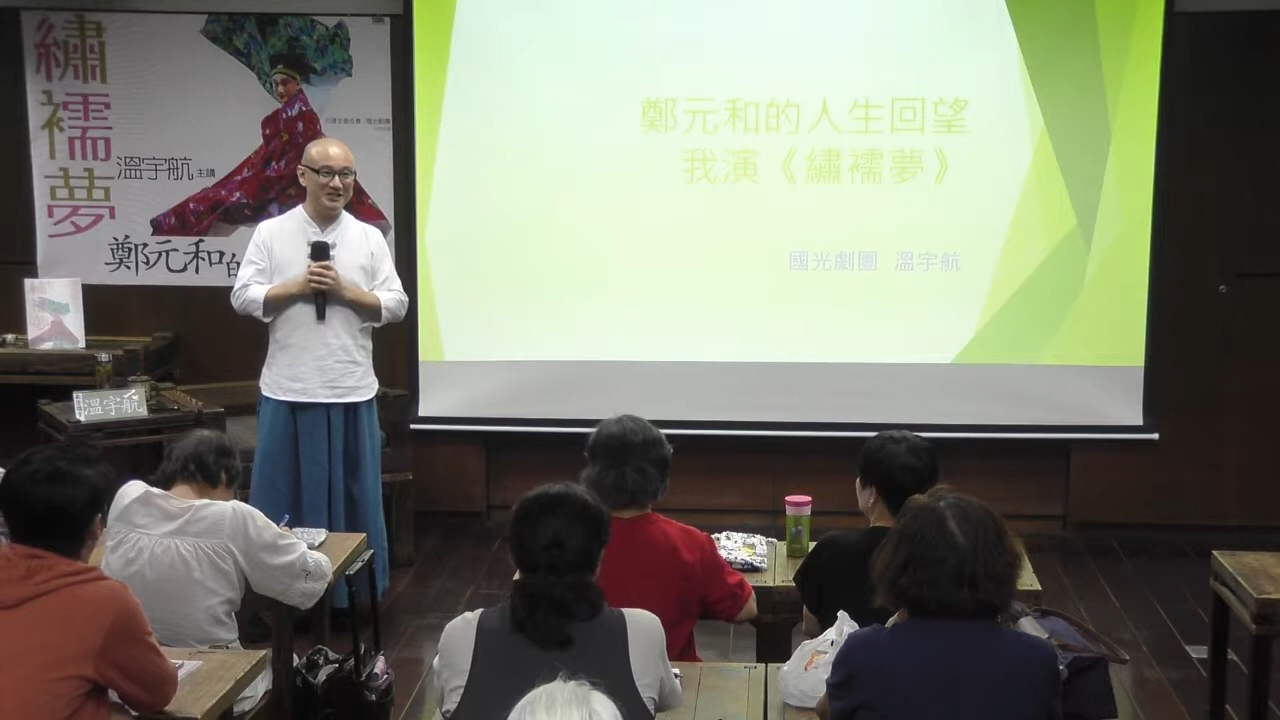 繡襦夢
溫宇航 主講
鄭元和的
鄭元和的人生回望
我演《繡襦夢》
國光劇團 溫宇航
溫宇航